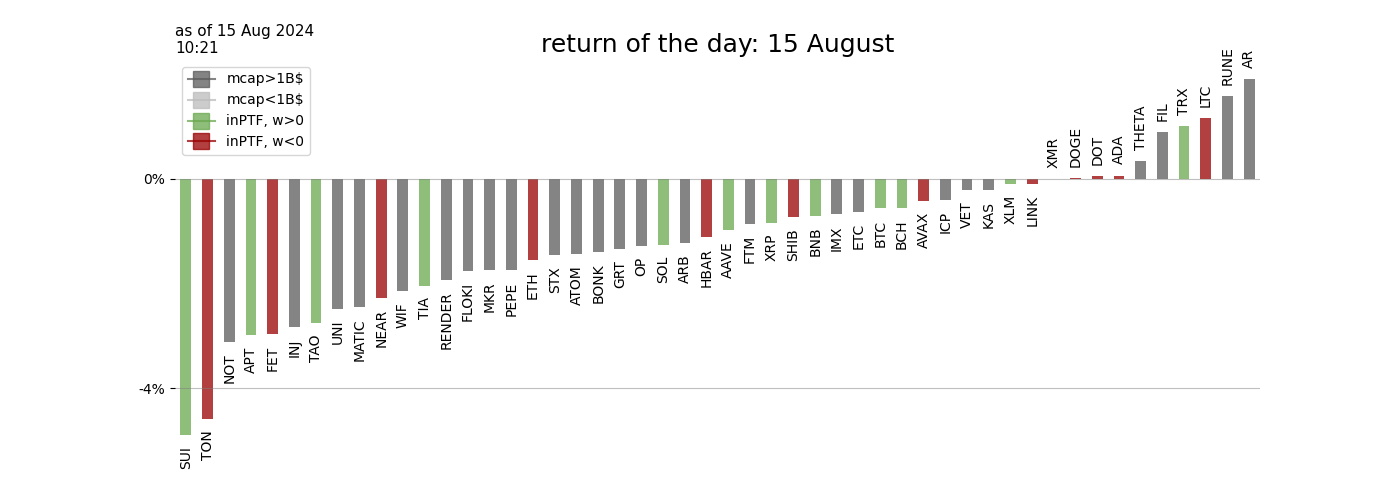 as of 15 Aug 2024
10:21
return of the day: 15 August
mcap>1B$
mcap<1B$
inPTF, w>0
inPTF, w<0
0%
-4%
SUI
TON
NOT
APT
FET
INJ
TAO
UNI
MATIC
NEAR
WIF
TIA
RENDER
FLOKI
MKR
PEPE
ETH
STX
ATOM
BONK
GRT
OP
SOL
ARB
HBAR
AAVE
FTM
XRP
SHIB
BNB
IMX
ETC
BTC
BCH
AVAX
ICP
VET
KAS
XLM
LINK
XMR
DOGE
DOT
ADA
THETA
FIL
TRX
LTC
RUNE
AR